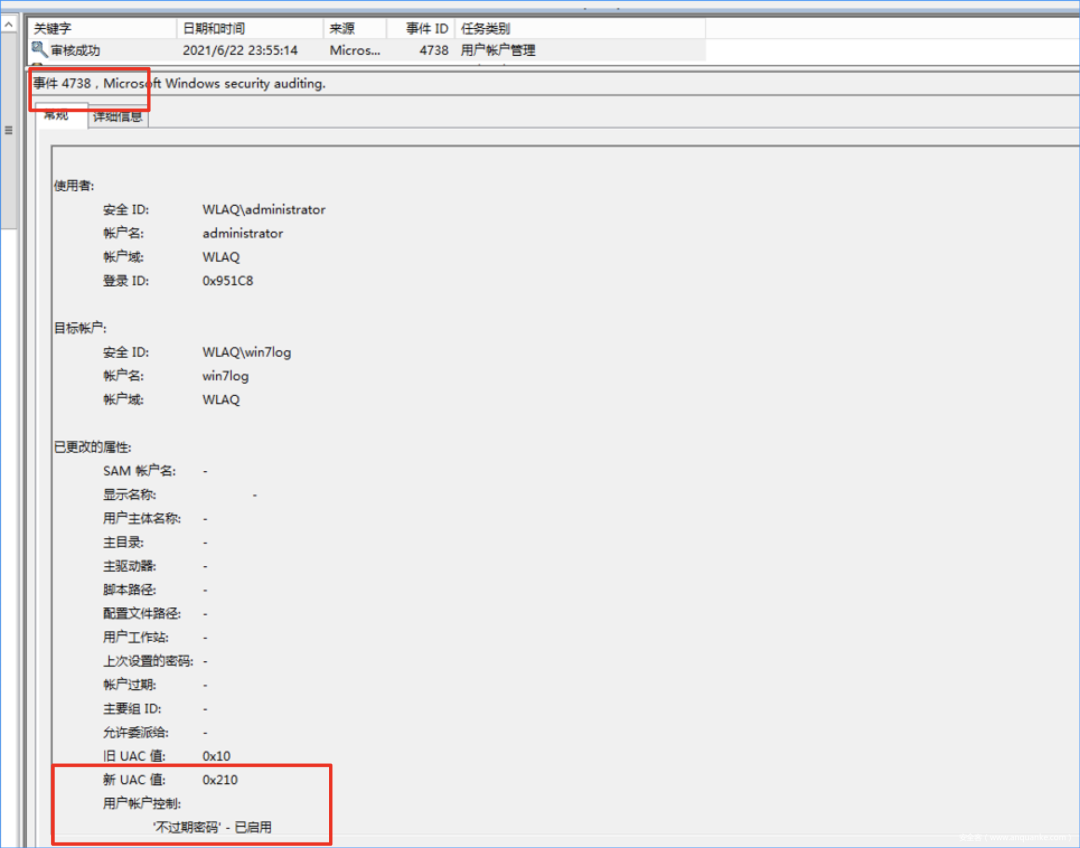 关键字 日期和时间 来源 事件 ID 任务类别
审核成功 2021/6/22 23:55:14 Micros... 4738 用户帐户管理
事件 4738，Microsoft Windows security auditing.
常规 详细信息
使用者:
安全 ID: WLAQ\administrator
帐户名: administrator
帐户域: WLAQ
登录 ID: 0x951C8
目标帐户:
安全 ID: WLAQ\win7log
帐户名: win7log
帐户域: WLAQ
已更改的属性:
SAM 帐户名: -
显示名称: -
用户主体名称: -
主目录: -
主驱动器: -
脚本路径: -
配置文件路径: -
用户工作站: -
上次设置的密码: -
帐户过期: -
主要组 ID: -
允许委派给: -
旧 UAC 值: 0x10
新 UAC 值: 0x210
用户帐户控制:
'不过期密码' - 已启用